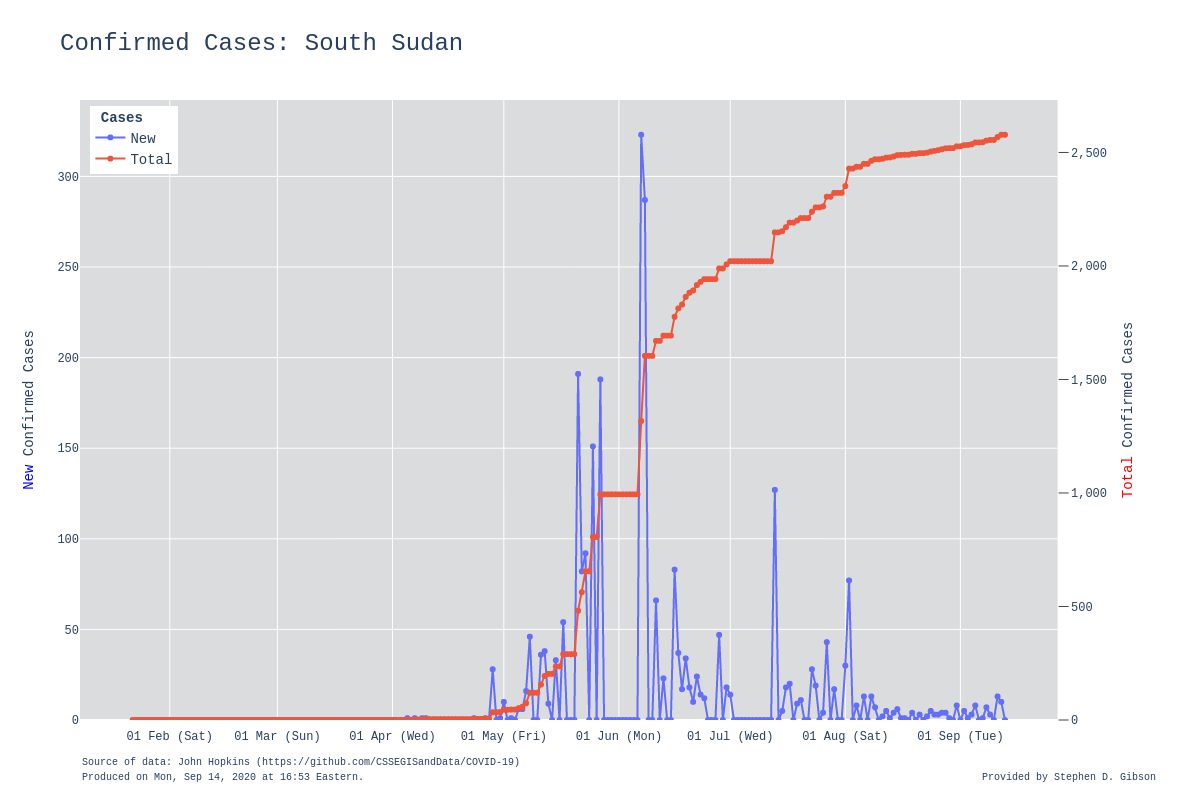 Confirmed Cases: South Sudan
Cases
New
Total
300
250
200
150
100
50
0
New Confirmed Cases
2,500
2,000
1,500
1,000
500
0
Total Confirmed Cases
01 Feb (Sat) 01 Mar (Sun) 01 Apr (Wed) 01 May (Fri) 01 Jun (Mon) 01 Jul (Wed) 01 Aug (Sat) 01 Sep (Tue)
Source of data: John Hopkins (https://github.com/CSSEGISandData/COVID-19)
Produced on Mon, Sep 14, 2020 at 16:53 Eastern.
Provided by Stephen D. Gibson